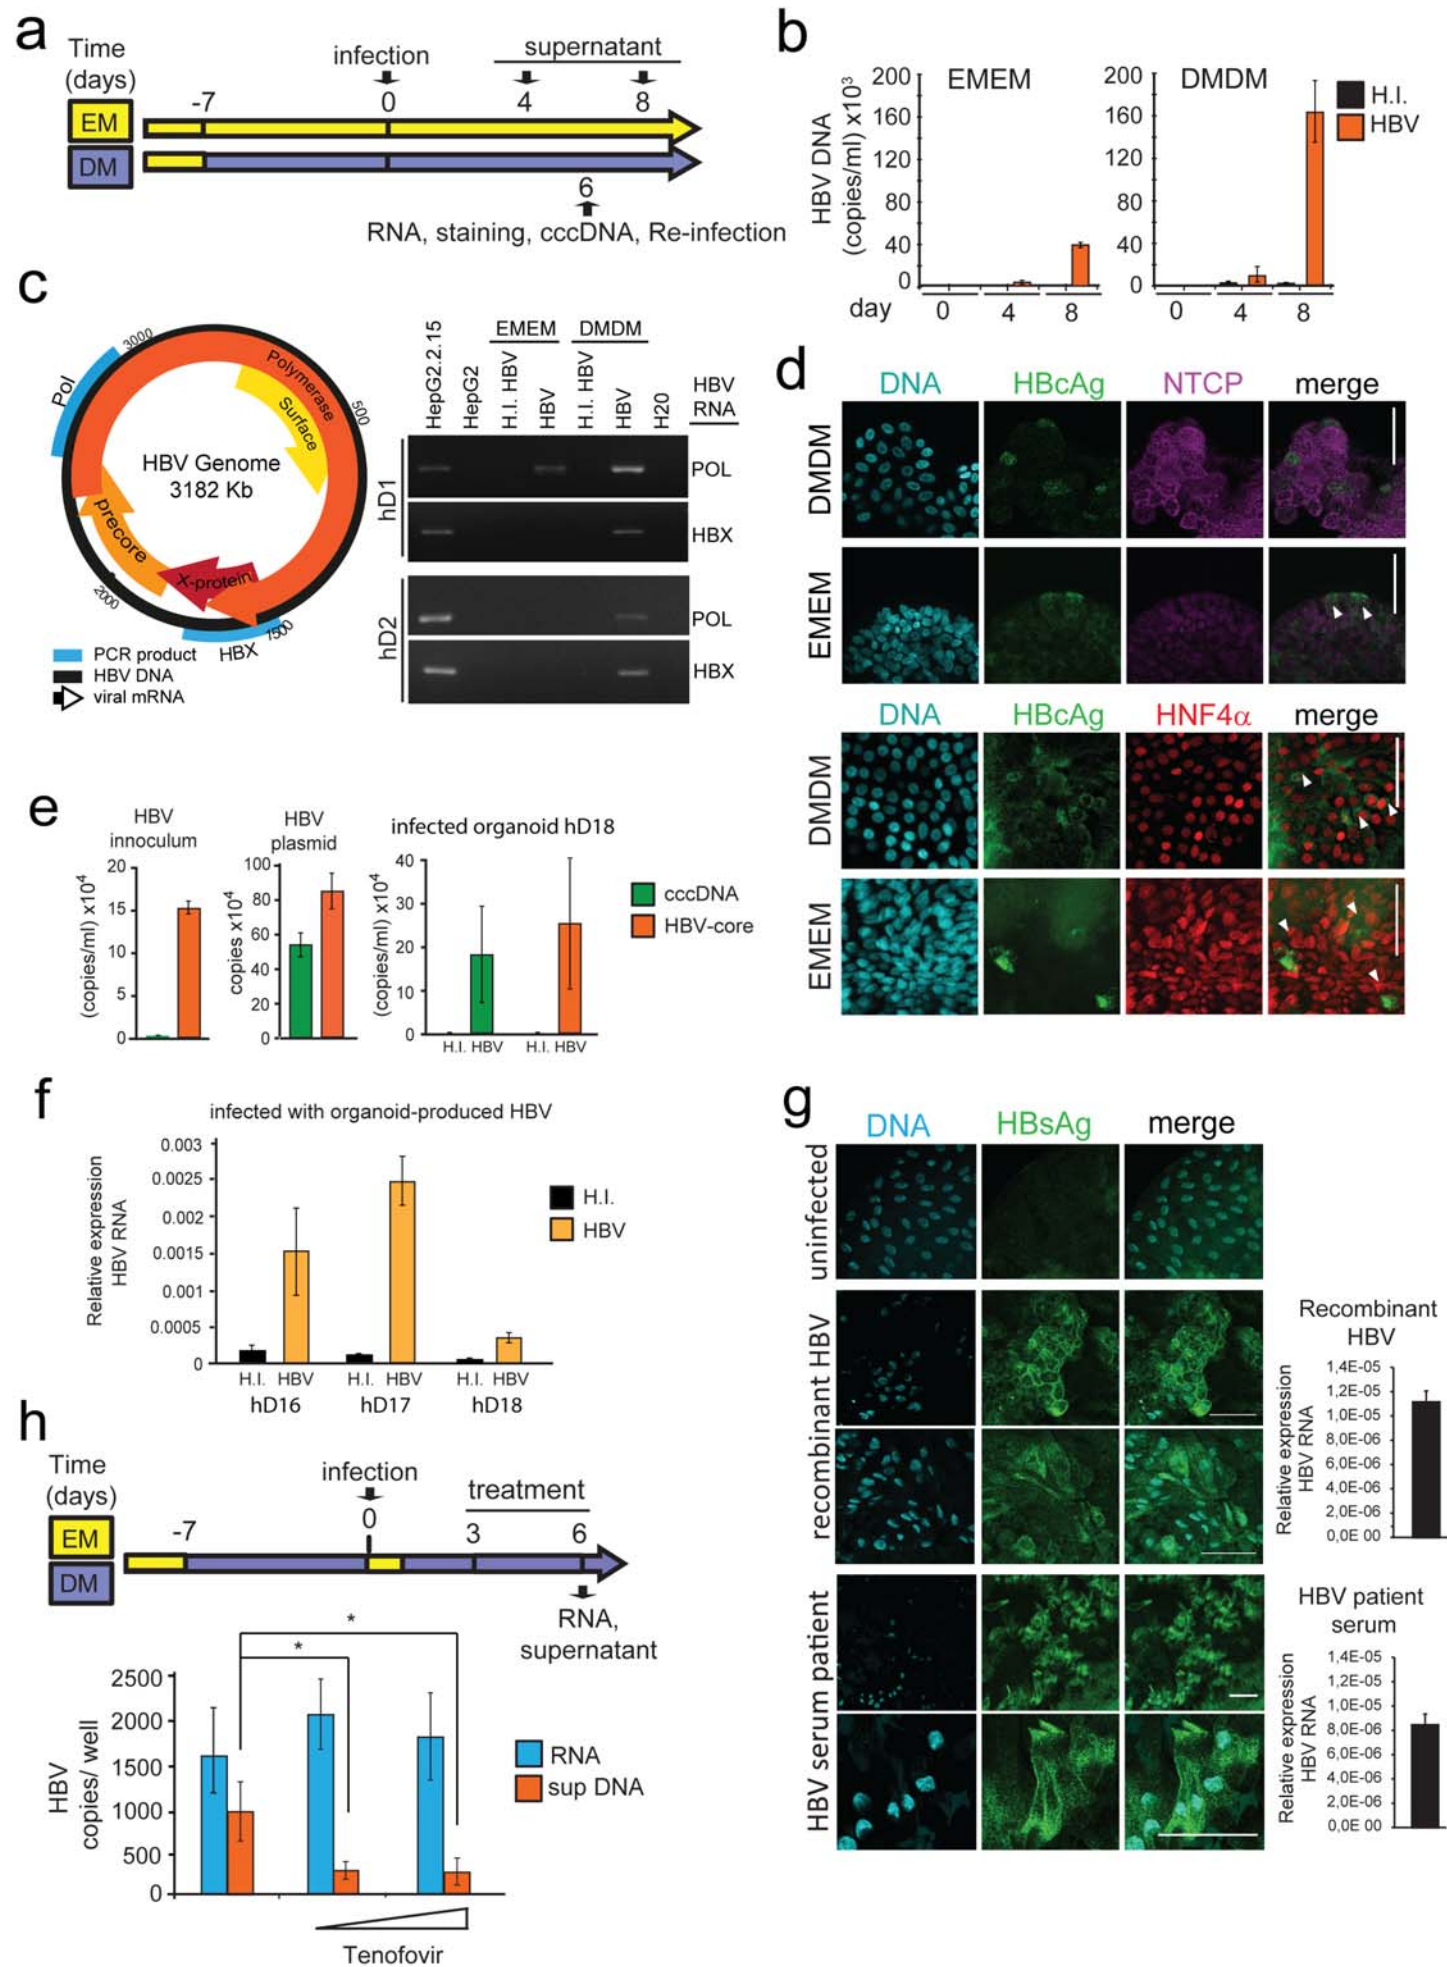 a
Time
(days)
infection
supernatant
-7
0
4
8
EM
DM
6
RNA, staining, cccDNA, Re-infection
b
EMEM
DMDM
H.I.
HBV
HBV DNA
(copies/ml) x10³
200
160
120
80
40
0
200
160
120
80
40
0
day
0
4
8
0
4
8
c
Pol
3000
Polymerase
Surface
500
HBV Genome
3182 Kb
precore
X-protein
2000
1500
HBX
PCR product
HBV DNA
viral mRNA
EMEM
DMDM
HepG2.2.15
HepG2
H.I. HBV
HBV
H.I. HBV
HBV
H20
HBV
RNA
hD1
POL
HBX
hD2
POL
HBX
d
DNA
HBcAg
NTCP
merge
DMDM
EMEM
DNA
HBcAg
HNF4α
merge
DMDM
EMEM
e
HBV
innoculum
(copies/ml) x10⁴
20
15
10
5
0
HBV
plasmid
copies x10⁴
100
80
60
40
20
0
infected organoid hD18
(copies/ml) x10⁴
40
30
20
10
0
H.I. HBV
H.I. HBV
cccDNA
HBV-core
f
infected with organoid-produced HBV
Relative expression
HBV RNA
0.003
0.0025
0.002
0.0015
0.001
0.0005
0
H.I. HBV
H.I. HBV
H.I. HBV
hD16
hD17
hD18
H.I.
HBV
g
DNA
HBsAg
merge
uninfected
recombinant HBV
HBV serum patient
Recombinant
HBV
Relative expression
HBV RNA
1,4E-05
1,2E-05
1,0E-05
8,0E-06
6,0E-06
4,0E-06
2,0E-06
0,0E 00
HBV patient
serum
Relative expression
HBV RNA
1,4E-05
1,2E-05
1,0E-05
8,0E-06
6,0E-06
4,0E-06
2,0E-06
0,0E 00
h
Time
(days)
infection
treatment
-7
0
3
6
EM
DM
RNA,
supernatant
*
*
HBV
copies/ well
2500
2000
1500
1000
500
0
RNA
sup DNA
Tenofovir